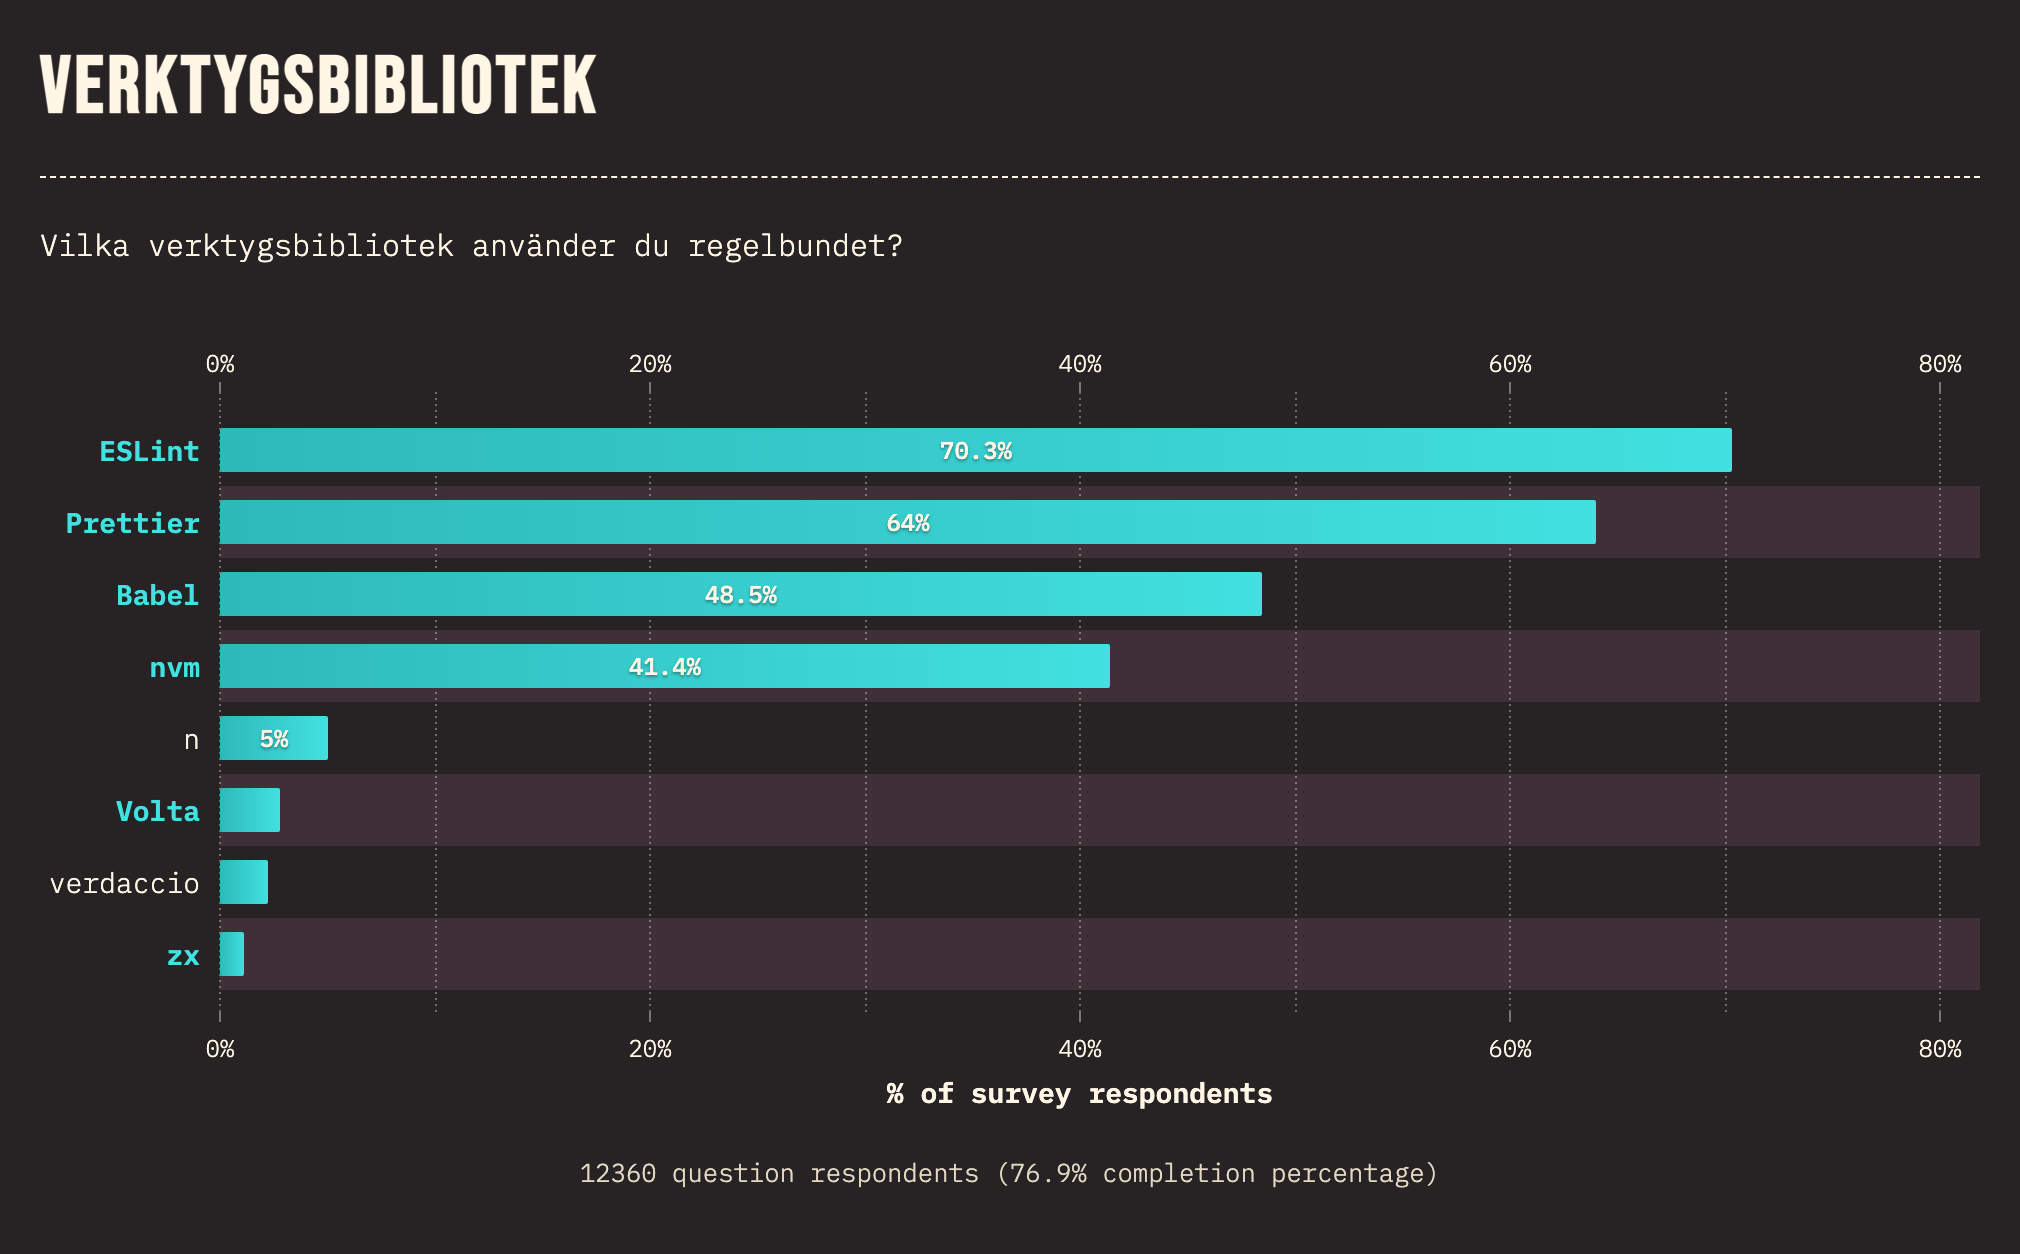 VERKTYGSBIBLIOTEK
Vilka verktygsbibliotek använder du regelbundet?
0% 20% 40% 60% 80%
ESLint 70.3%
Prettier 64%
Babel 48.5%
nvm 41.4%
n 5%
Volta
verdaccio
zx
0% 20% 40% 60% 80%
% of survey respondents
12360 question respondents (76.9% completion percentage)